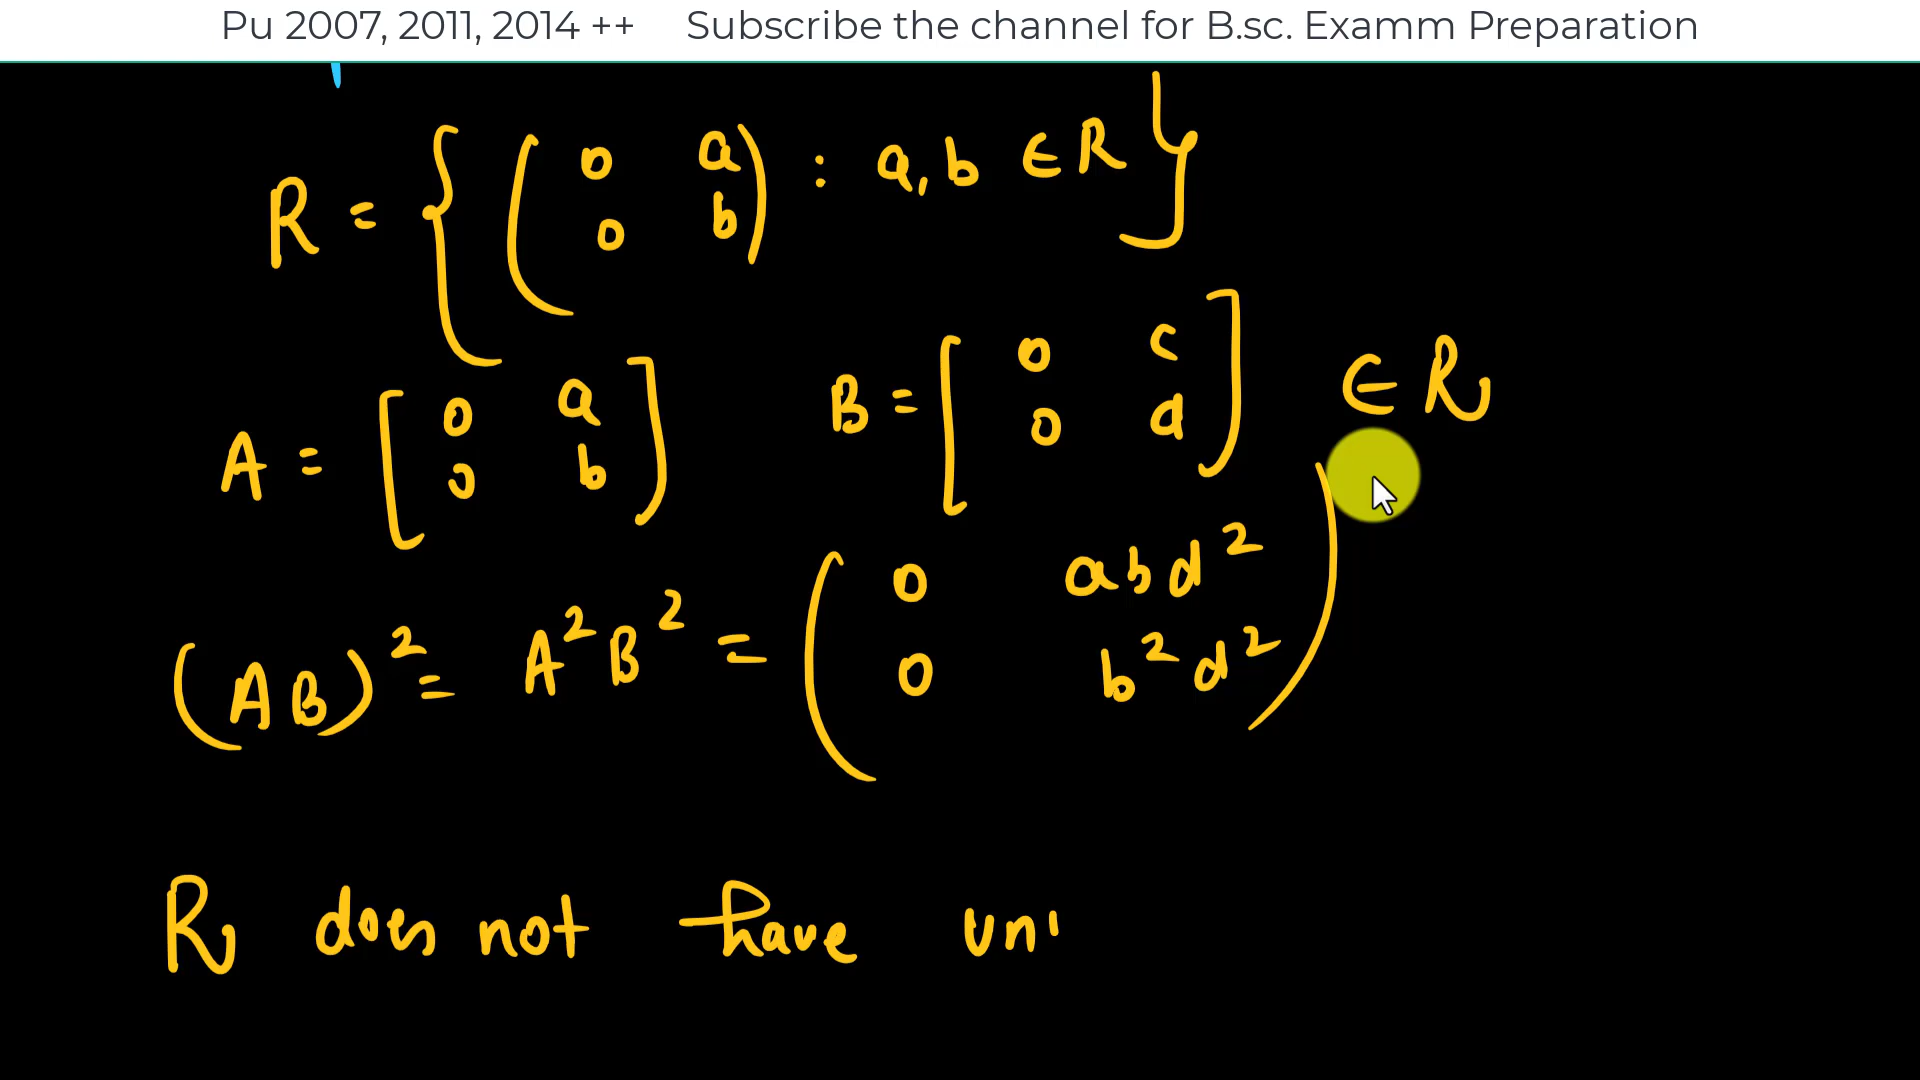 Pu 2007, 2011, 2014 ++ Subscribe the channel for B.sc. Examm Preparation
R = { ( 0 a
0 b ) : a, b ∈ R }
A = [ 0 a
0 b ] B = [ 0 c
0 d ] ∈ R
(AB)² = A²B² = ( 0 abd²
0 b²d² )
R does not have uni